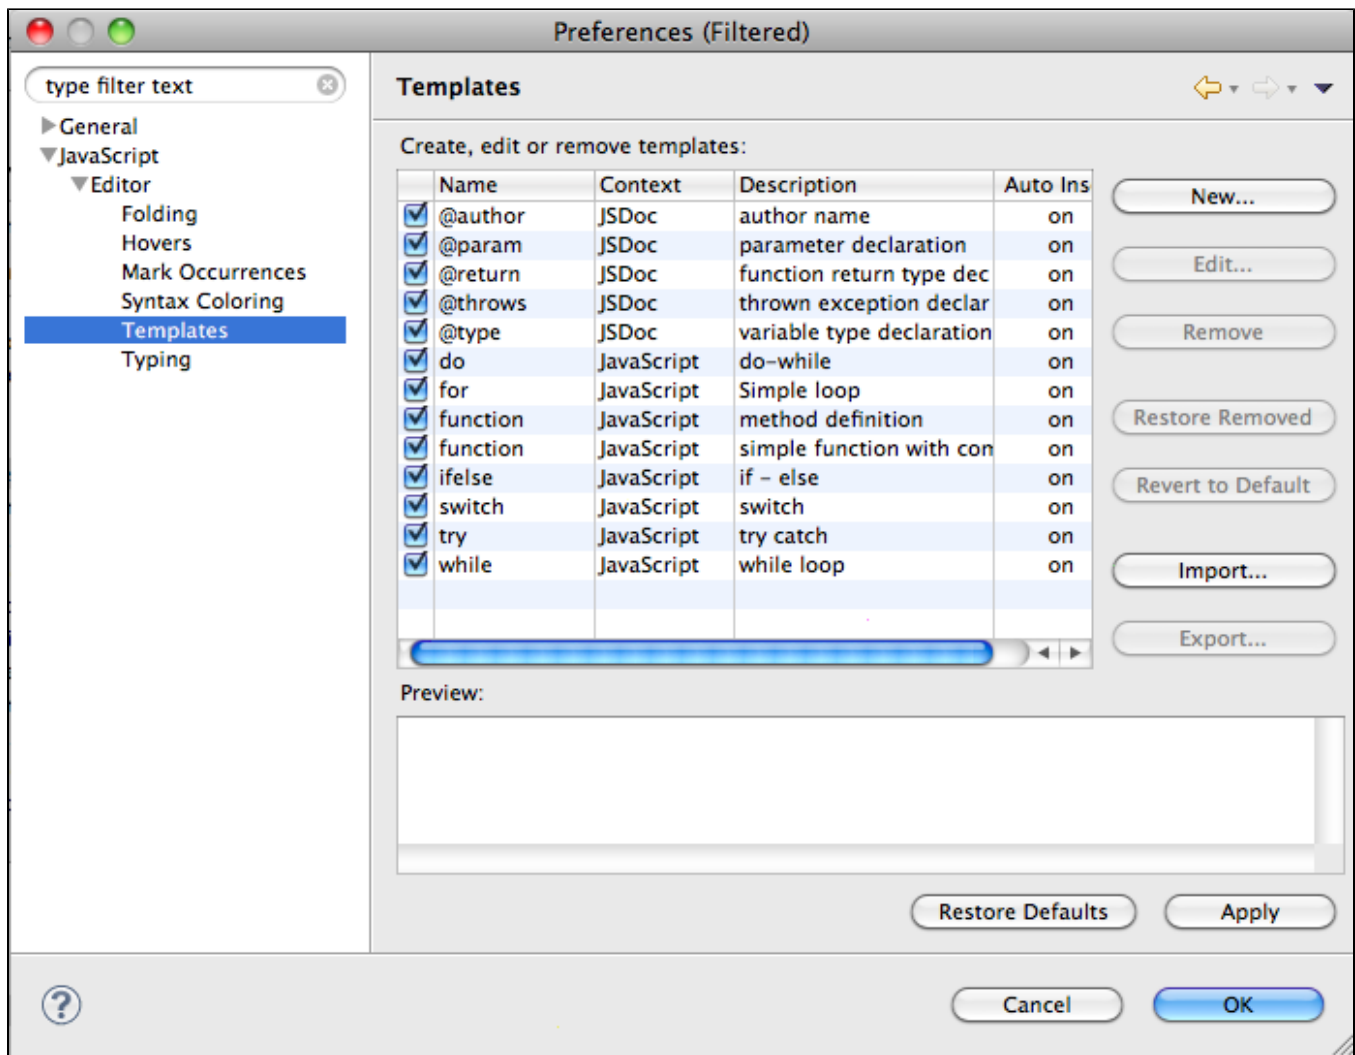 Preferences (Filtered)
type filter text
General
JavaScript
Editor
Folding
Hovers
Mark Occurrences
Syntax Coloring
Templates
Typing
Templates
Create, edit or remove templates:
Name Context Description Auto Ins
@author JSDoc author name on
@param JSDoc parameter declaration on
@return JSDoc function return type dec on
@throws JSDoc thrown exception declar on
@type JSDoc variable type declaration on
do JavaScript do-while on
for JavaScript Simple loop on
function JavaScript method definition on
function JavaScript simple function with com on
ifelse JavaScript if - else on
switch JavaScript switch on
try JavaScript try catch on
while JavaScript while loop on
New...
Edit...
Remove
Restore Removed
Revert to Default
Import...
Export...
Preview:
Restore Defaults Apply
? Cancel OK